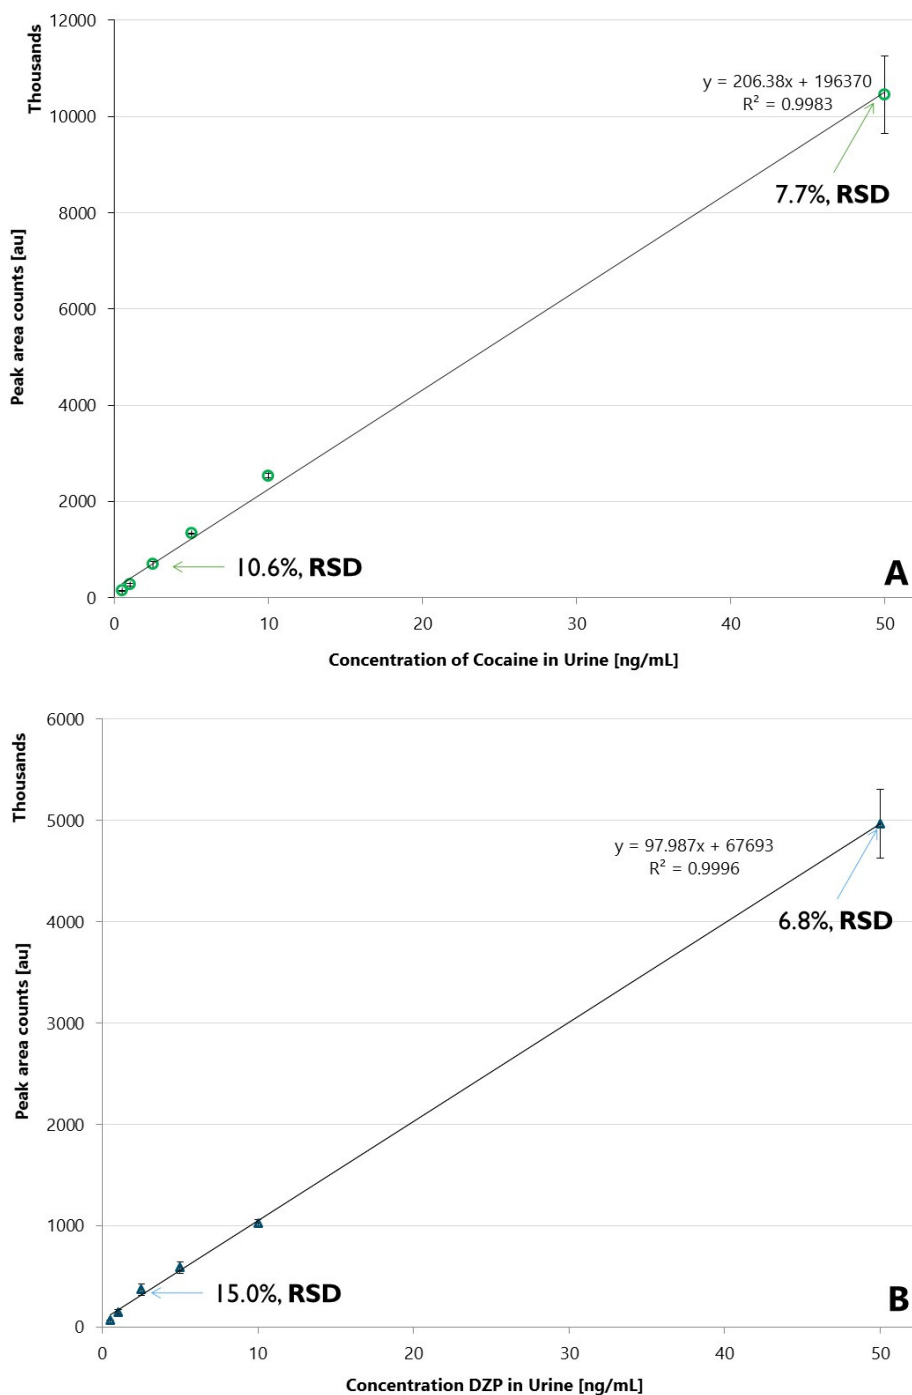 12000
Thousands
10000
8000
6000
4000
2000
0
Peak area counts [au]
y = 206.38x + 196370
R² = 0.9983
7.7%, RSD
10.6%, RSD
A
0 10 20 30 40 50
Concentration of Cocaine in Urine [ng/mL]
6000
Thousands
5000
4000
3000
2000
1000
0
Peak area counts [au]
y = 97.987x + 67693
R² = 0.9996
6.8%, RSD
15.0%, RSD
B
0 10 20 30 40 50
Concentration DZP in Urine [ng/mL]